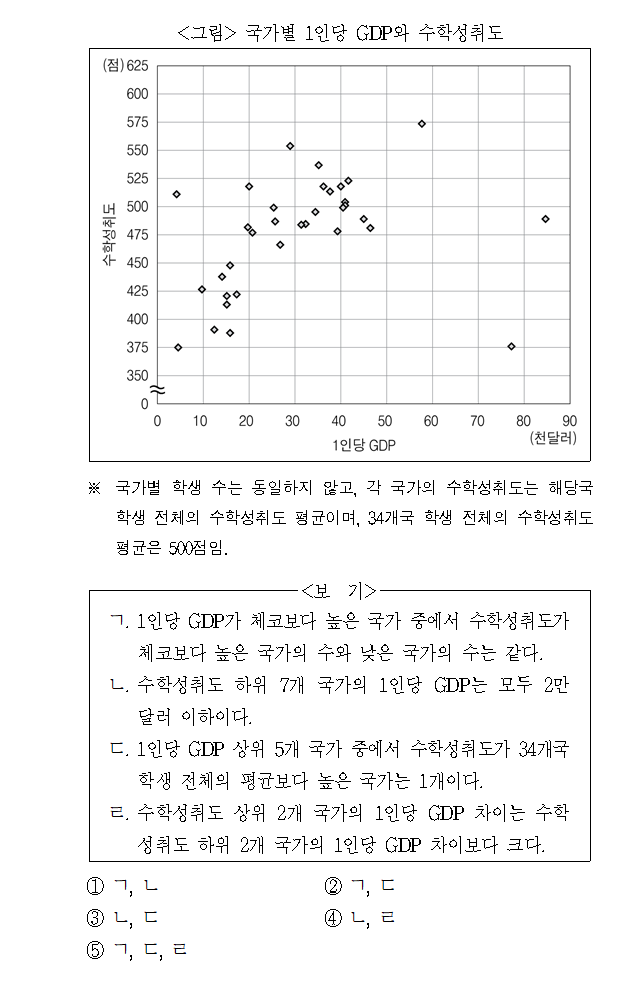 <그림> 국가별 1인당 GDP와 수학성취도
(점) 625
600
575
550
525
500
475
450
425
400
375
350
0
수학성취도
0 10 20 30 40 50 60 70 80 90
1인당 GDP
(천달러)
※ 국가별 학생 수는 동일하지 않고, 각 국가의 수학성취도는 해당국
학생 전체의 수학성취도 평균이며, 34개국 학생 전체의 수학성취도
평균은 500점임.
<보 기>
ㄱ. 1인당 GDP가 체코보다 높은 국가 중에서 수학성취도가
체코보다 높은 국가의 수와 낮은 국가의 수는 같다.
ㄴ. 수학성취도 하위 7개 국가의 1인당 GDP는 모두 2만
달러 이하이다.
ㄷ. 1인당 GDP 상위 5개 국가 중에서 수학성취도가 34개국
학생 전체의 평균보다 높은 국가는 1개이다.
ㄹ. 수학성취도 상위 2개 국가의 1인당 GDP 차이는 수학
성취도 하위 2개 국가의 1인당 GDP 차이보다 크다.
① ㄱ, ㄴ ② ㄱ, ㄷ
③ ㄴ, ㄷ ④ ㄴ, ㄹ
⑤ ㄱ, ㄷ, ㄹ